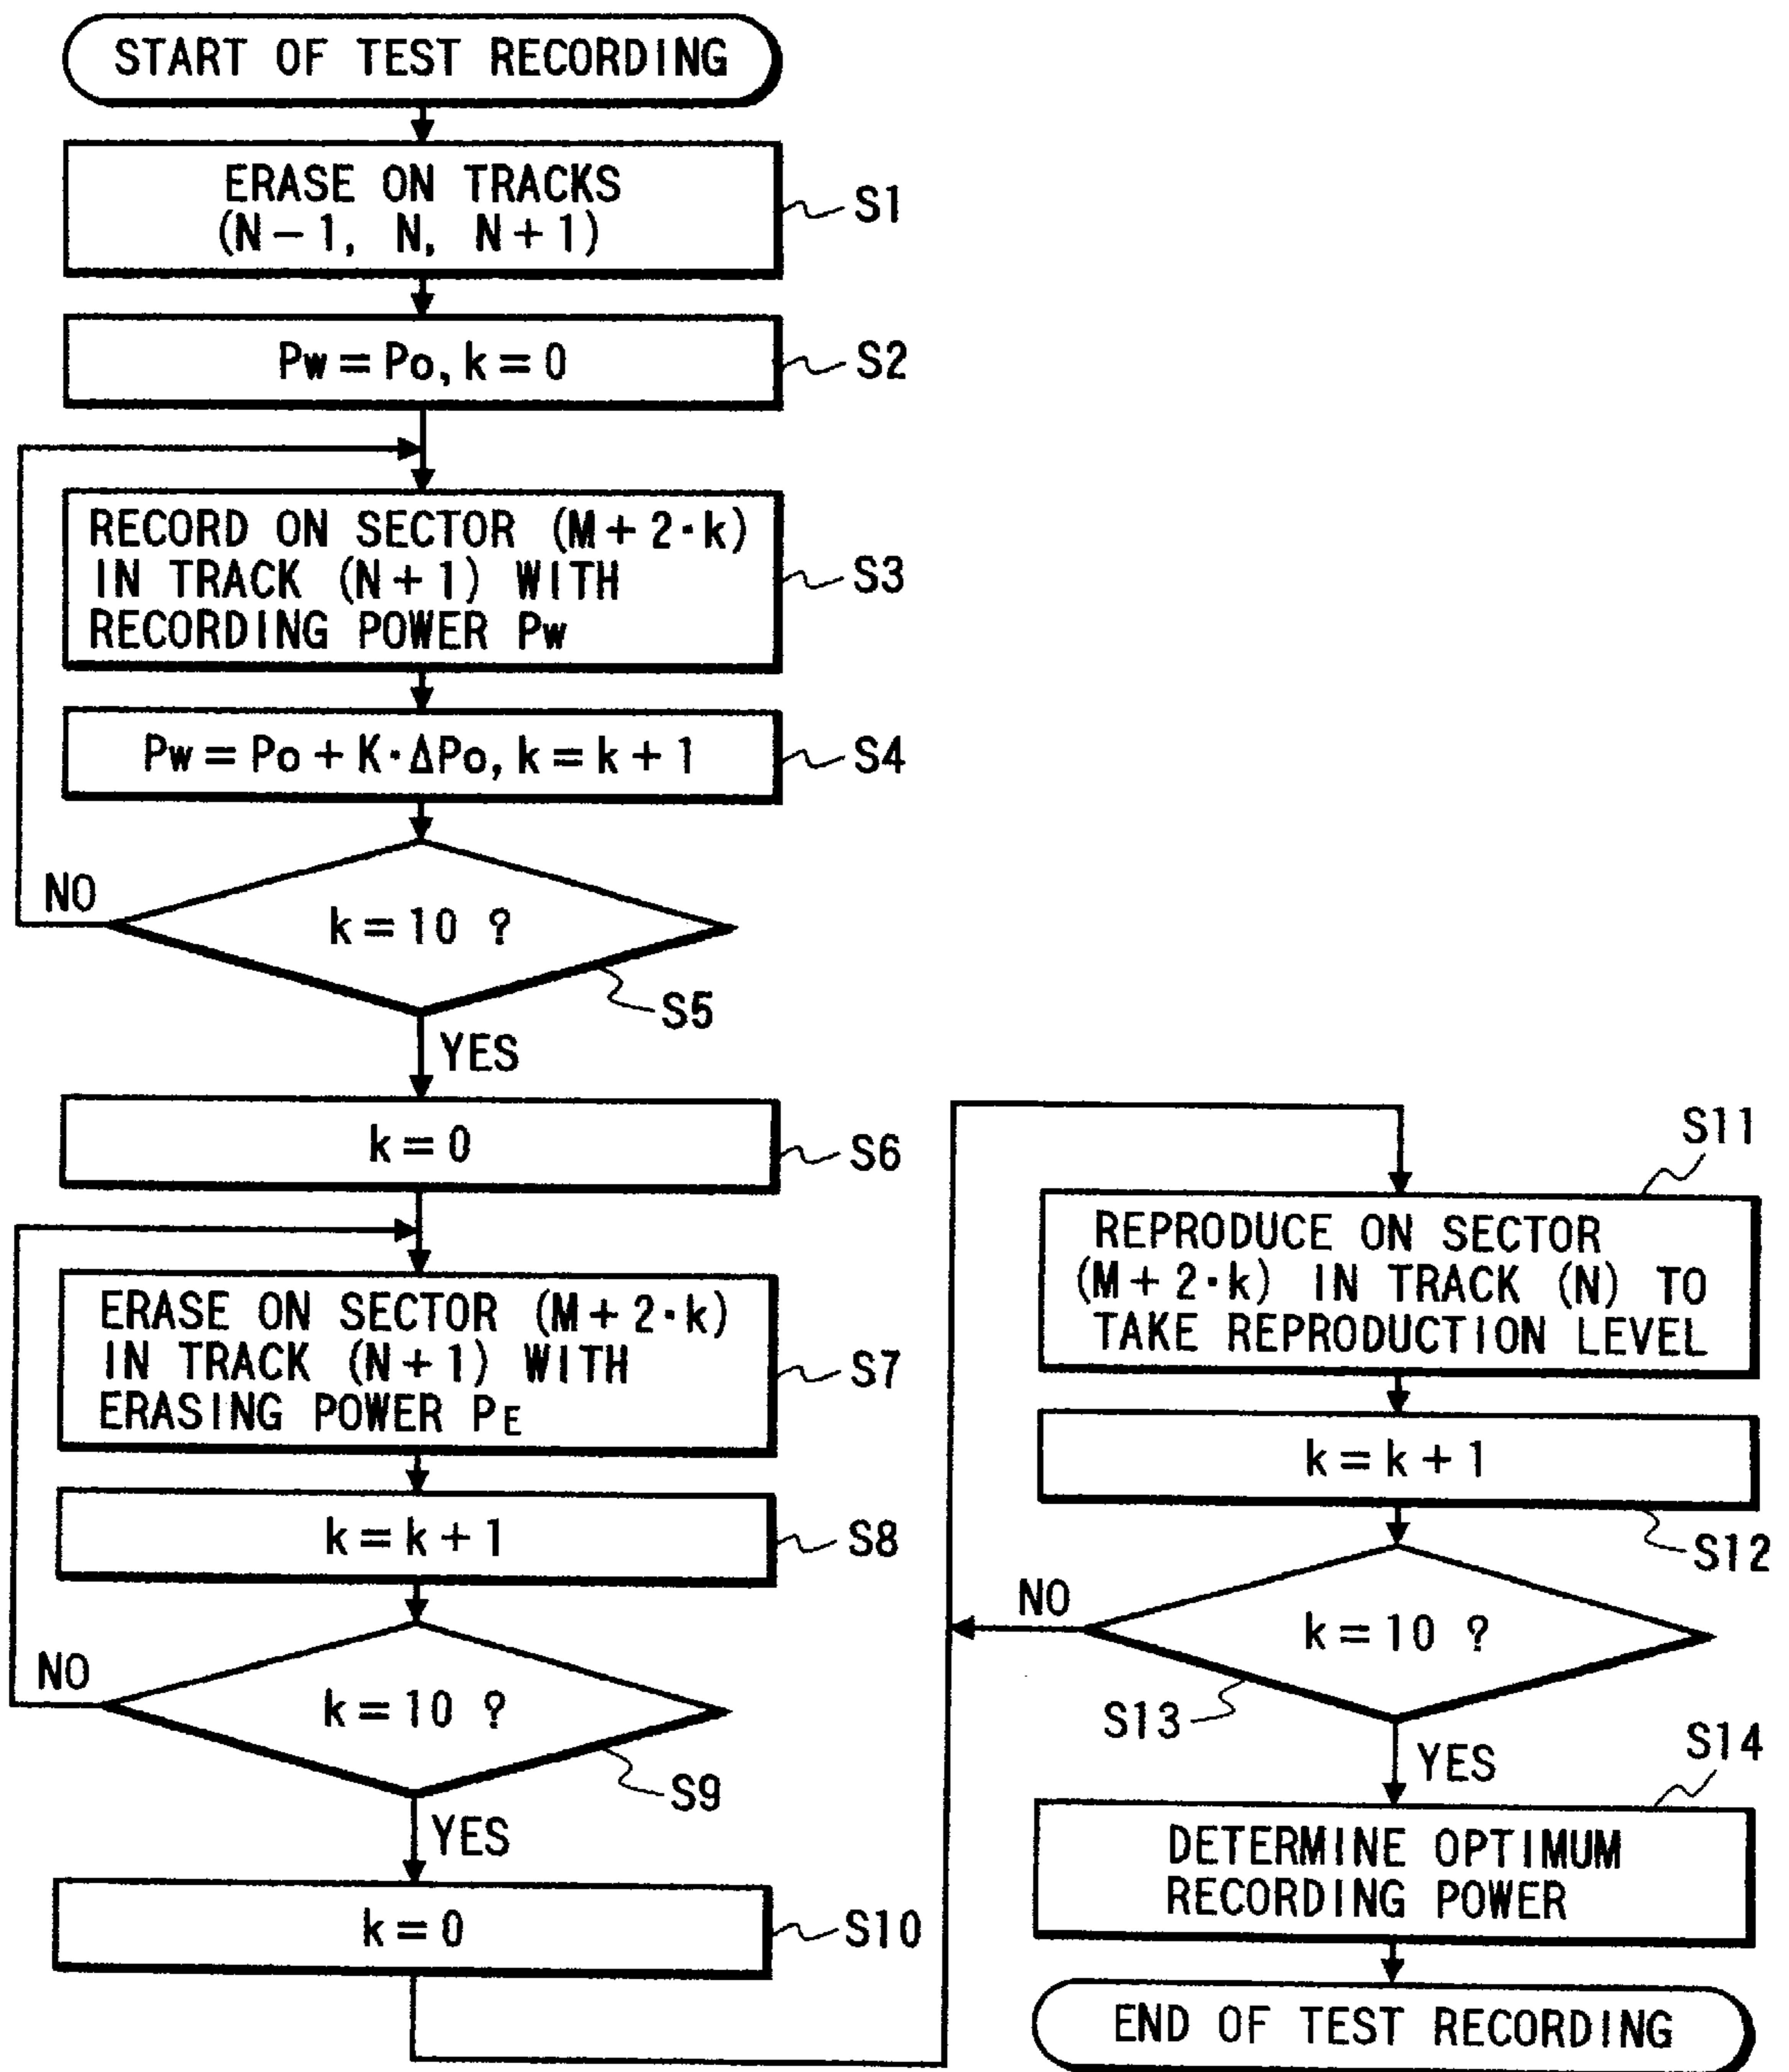 START OF TEST RECORDING
ERASE ON TRACKS
(N-1, N, N+1)
S1
Pw=Po, k=0
S2
RECORD ON SECTOR (M+2·k)
IN TRACK (N+1) WITH
RECORDING POWER Pw
S3
Pw=Po+K·ΔPo, k=k+1
S4
NO
k=10 ?
S5
YES
k=0
S6
ERASE ON SECTOR (M+2·k)
IN TRACK (N+1) WITH
ERASING POWER PE
S7
k=k+1
S8
NO
k=10 ?
S9
YES
k=0
S10
S11
REPRODUCE ON SECTOR
(M+2·k) IN TRACK (N) TO
TAKE REPRODUCTION LEVEL
k=k+1
S12
NO
k=10 ?
S13
YES
S14
DETERMINE OPTIMUM
RECORDING POWER
END OF TEST RECORDING